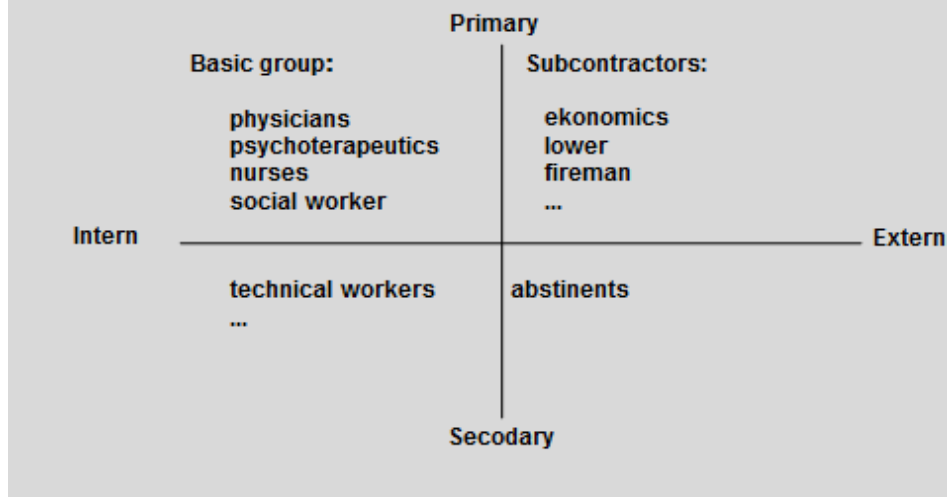 Primary
Basic group:
Subcontractors:
physicians
psychoterapeutics
nurses
social worker
ekonomics
lower
fireman
...
Intern
Extern
technical workers
...
abstinents
Secodary